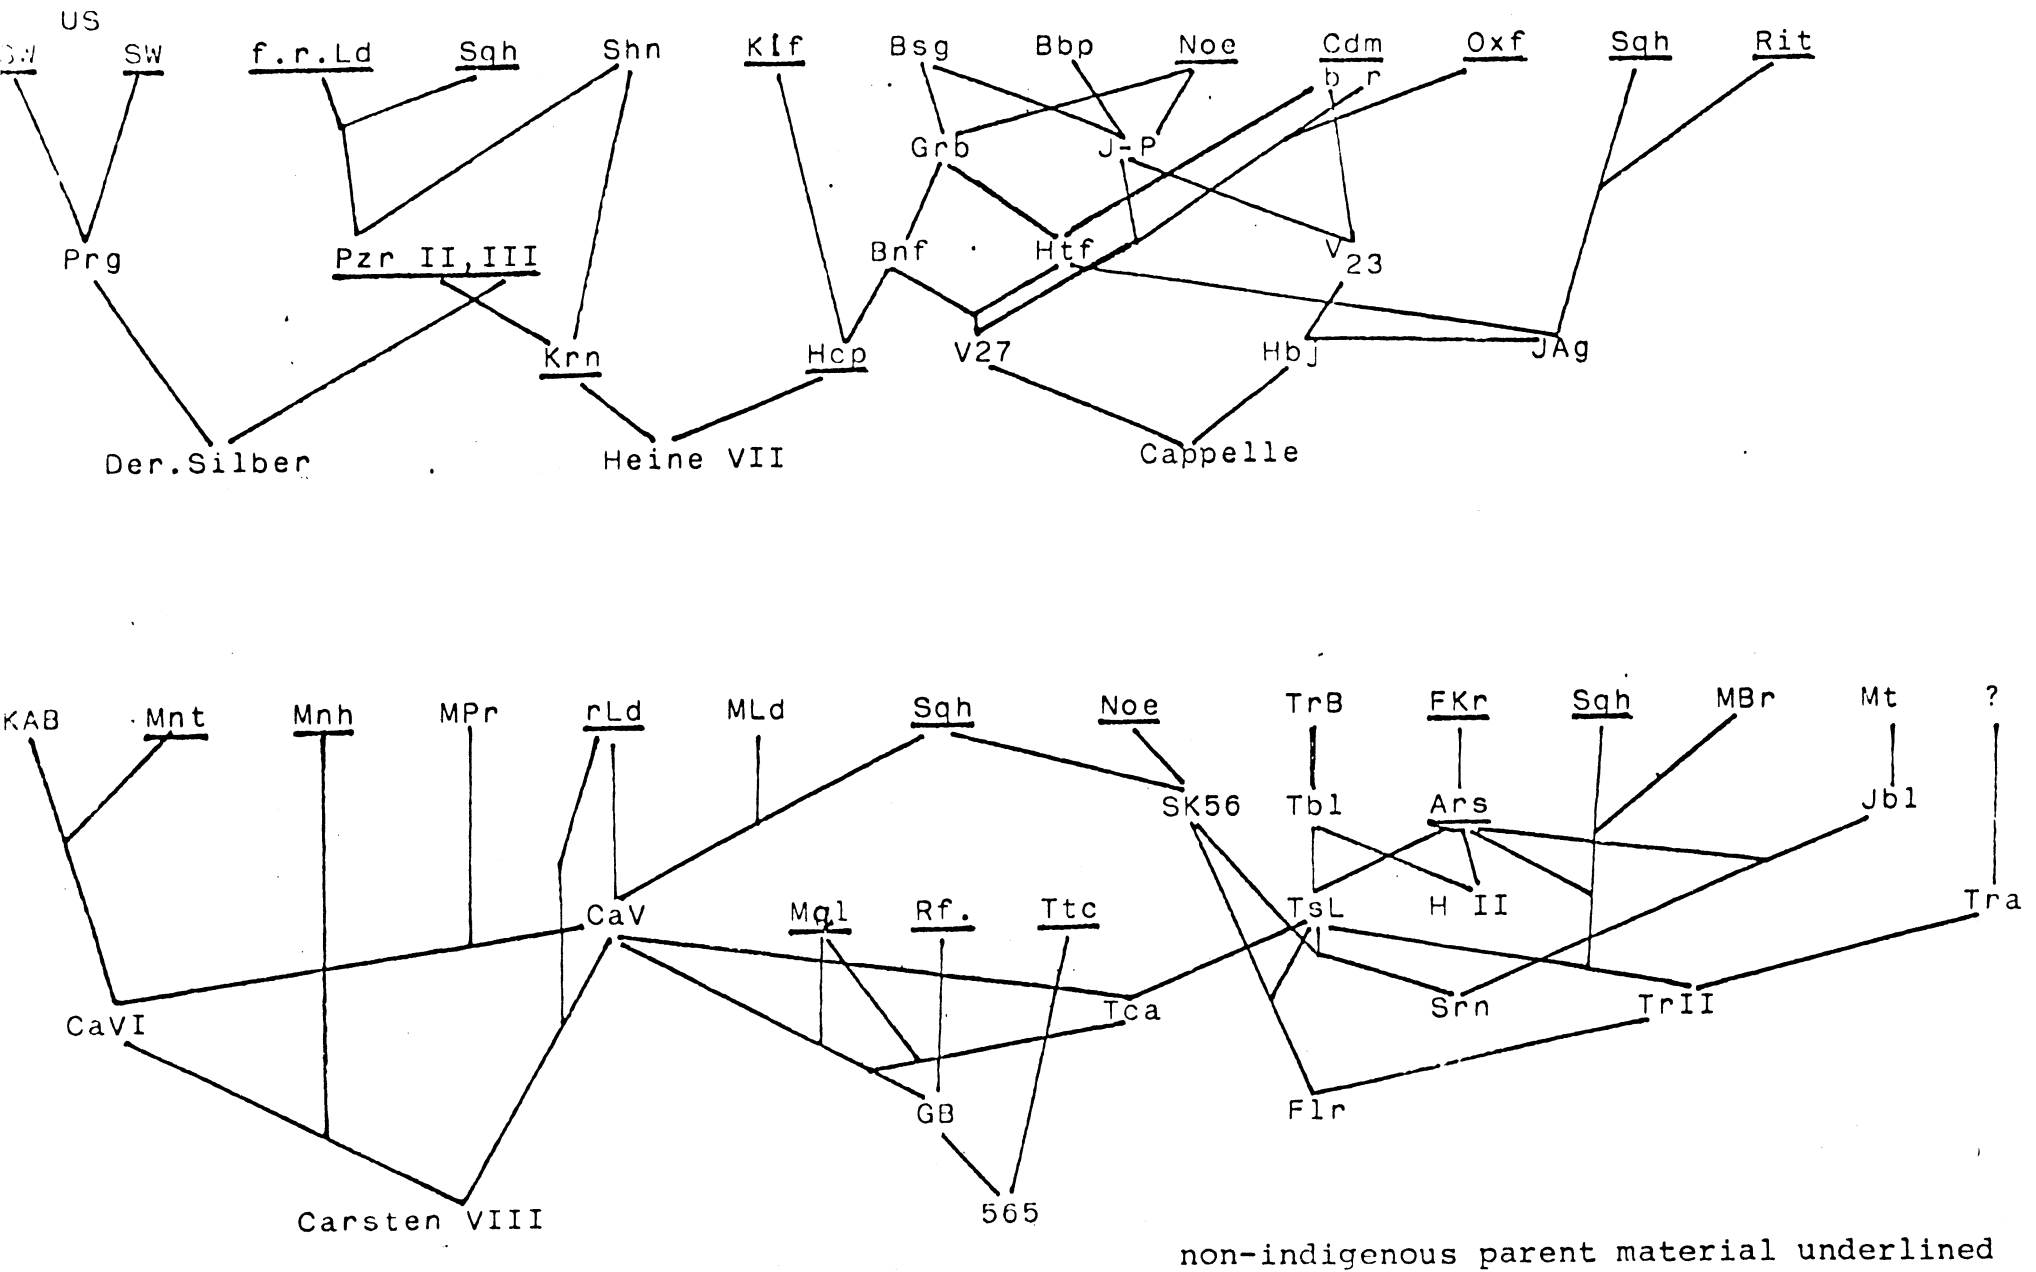 US
SW SW f.r.Ld Sqh Shn Klf Bsg Bbp Noe Cdm Oxf Sqh Rit
b r
Grb J-P
Prg Pzr II,III Bnf Htf V23
Krn Hcp V27 Hbj JAg
Der.Silber Heine VII Cappelle
KAB Mnt Mnh MPr rLd MLd Sqh Noe TrB FKr Sqh MBr Mt ?
SK56 Tbl Ars Jbl
CaV Mql Rf. Ttc TsL H II Tra
CaVI Tca Srn TrII
GB Flr
Carsten VIII 565
non-indigenous parent material underlined